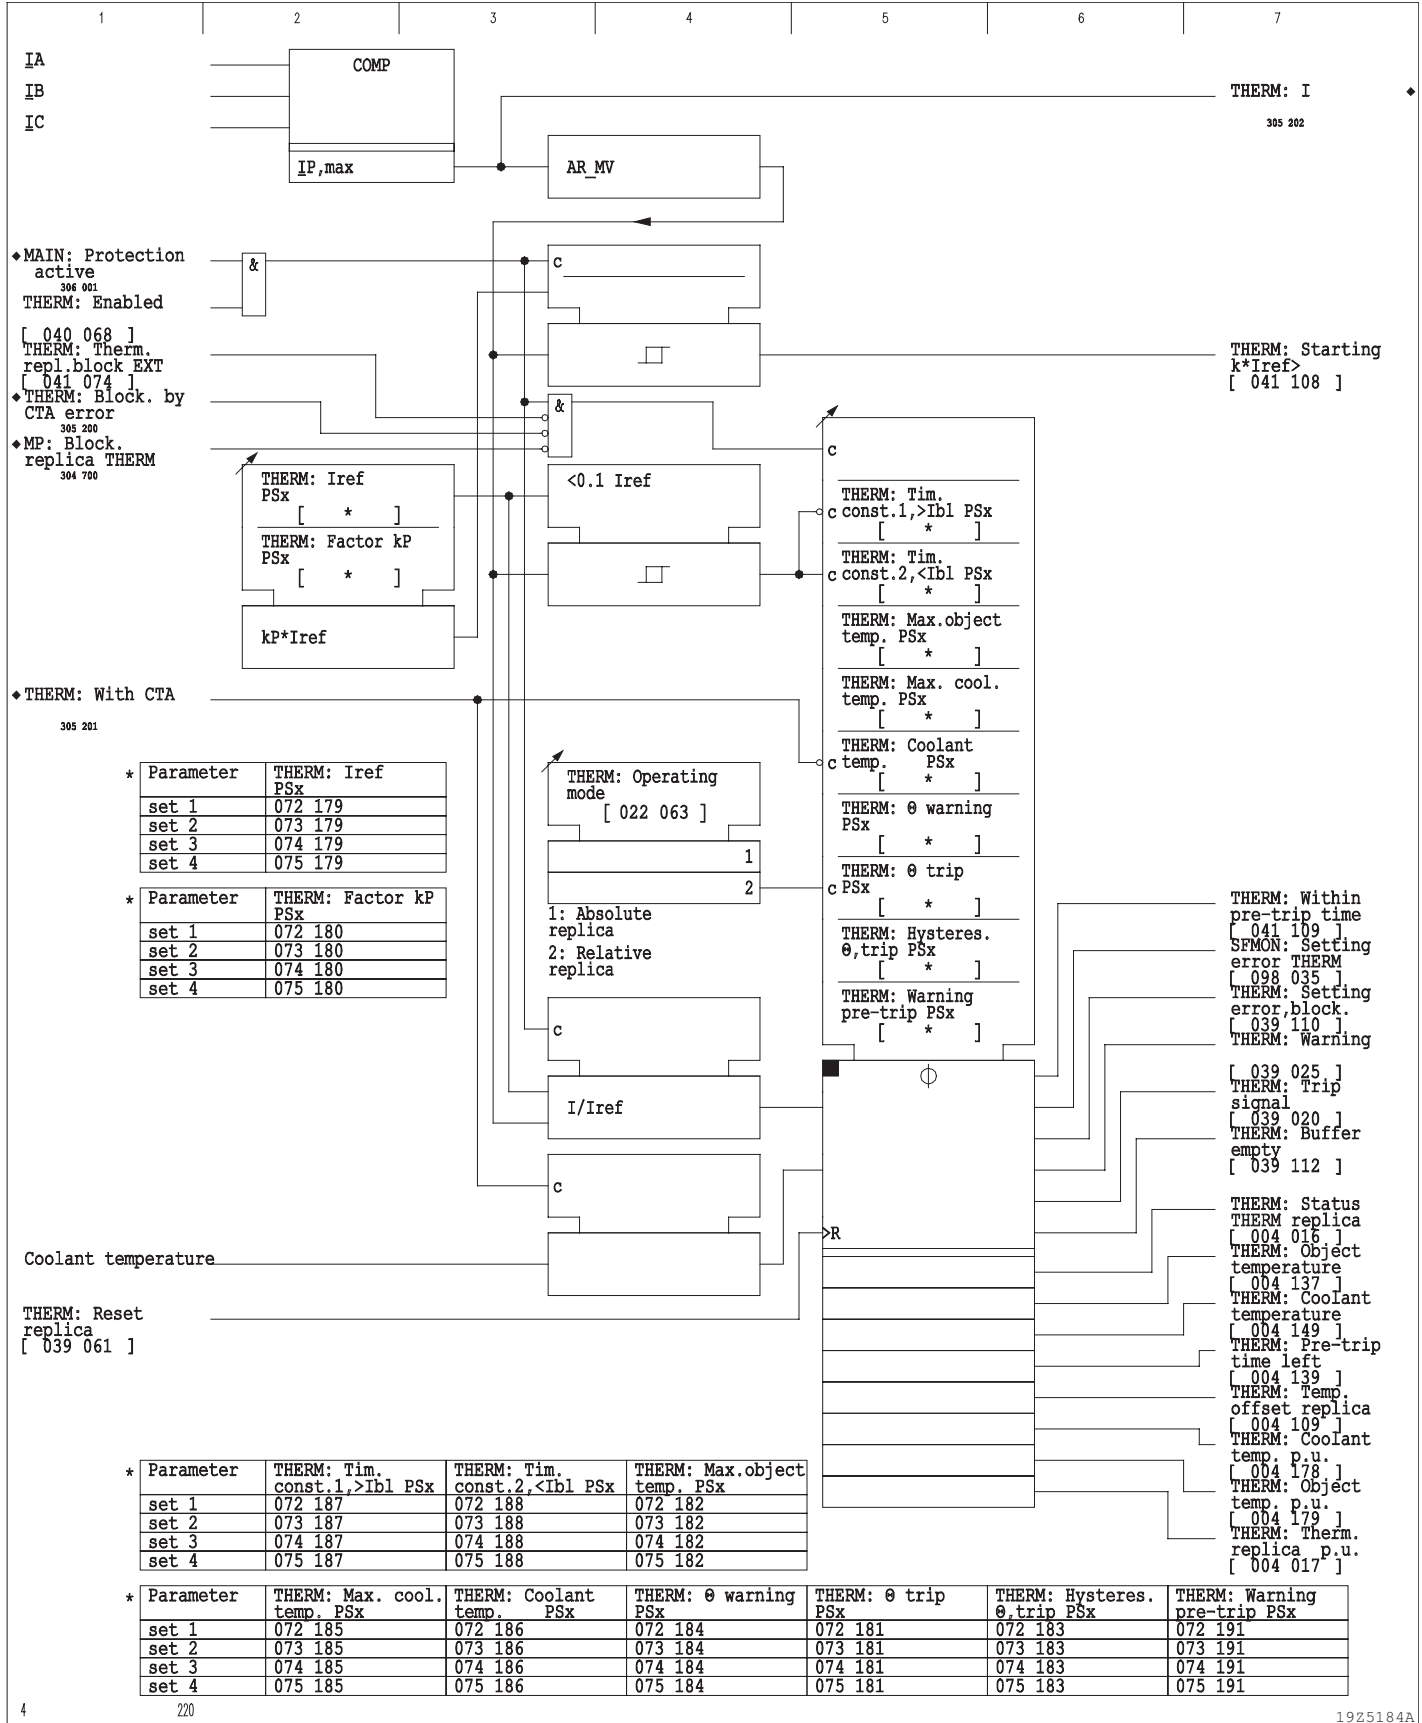 1 2 3 4 5 6 7
IA
IB
IC
COMP
IP,max
AR_MV
THERM: I
305 202
MAIN: Protection
active
306 001
THERM: Enabled
[ 040 068 ]
THERM: Therm.
repl.block EXT
[ 041 074 ]
THERM: Block. by
CTA error
305 200
MP: Block.
replica THERM
304 700
&
C
THERM: Starting
k*Iref>
[ 041 108 ]
&
THERM: Iref
PSx
[ * ]
THERM: Factor kP
PSx
[ * ]
kP*Iref
<0.1 Iref
C
THERM: Tim.
C const.1,>Ibl PSx
[ * ]
THERM: Tim.
C const.2,<Ibl PSx
[ * ]
THERM: Max.object
temp. PSx
[ * ]
THERM: Max. cool.
temp. PSx
[ * ]
THERM: Coolant
C temp. PSx
[ * ]
THERM: Θ warning
PSx
[ * ]
THERM: Θ trip
C PSx
[ * ]
THERM: Hysteres.
Θ,trip PSx
[ * ]
THERM: Warning
pre-trip PSx
[ * ]
THERM: With CTA
305 201
* Parameter THERM: Iref
PSx
set 1 072 179
set 2 073 179
set 3 074 179
set 4 075 179
* Parameter THERM: Factor kP
PSx
set 1 072 180
set 2 073 180
set 3 074 180
set 4 075 180
THERM: Operating
mode
[ 022 063 ]
1
2
1: Absolute
replica
2: Relative
replica
C
I/Iref
C
R
Coolant temperature
THERM: Reset
replica
[ 039 061 ]
THERM: Within
pre-trip time
[ 041 109 ]
SFMON: Setting
error THERM
[ 098 035 ]
THERM: Setting
error,block.
[ 039 110 ]
THERM: Warning
[ 039 025 ]
THERM: Trip
signal
[ 039 020 ]
THERM: Buffer
empty
[ 039 112 ]
THERM: Status
THERM replica
[ 004 016 ]
THERM: Object
temperature
[ 004 137 ]
THERM: Coolant
temperature
[ 004 149 ]
THERM: Pre-trip
time left
[ 004 139 ]
THERM: Temp.
offset replica
[ 004 109 ]
THERM: Coolant
temp. p.u.
[ 004 178 ]
THERM: Object
temp. p.u.
[ 004 179 ]
THERM: Therm.
replica p.u.
[ 004 017 ]
* Parameter THERM: Tim. THERM: Tim. THERM: Max.object
const.1,>Ibl PSx const.2,<Ibl PSx temp. PSx
set 1 072 187 072 188 072 182
set 2 073 187 073 188 073 182
set 3 074 187 074 188 074 182
set 4 075 187 075 188 075 182
* Parameter THERM: Max. cool. THERM: Coolant THERM: Θ warning THERM: Θ trip THERM: Hysteres. THERM: Warning
temp. PSx temp. PSx PSx PSx Θ,trip PSx pre-trip PSx
set 1 072 185 072 186 072 184 072 181 072 183 072 191
set 2 073 185 073 186 073 184 073 181 073 183 073 191
set 3 074 185 074 186 074 184 074 181 074 183 074 191
set 4 075 185 075 186 075 184 075 181 075 183 075 191
4 220
19Z5184A